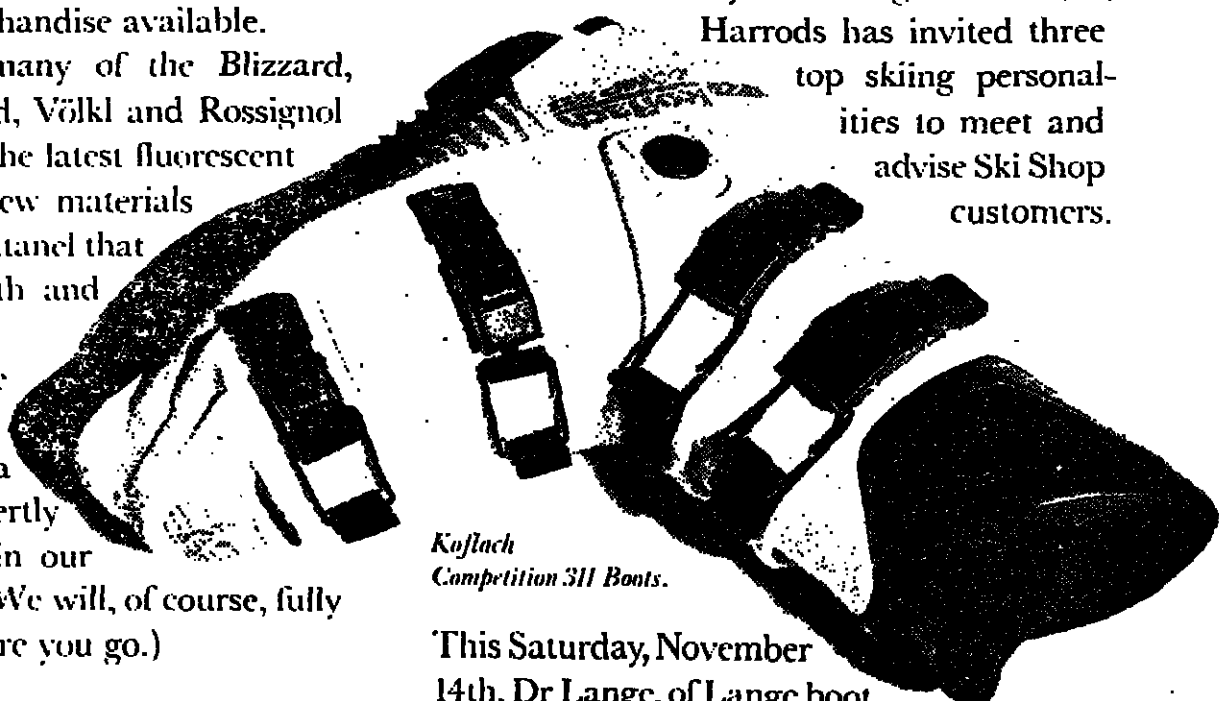 handise available.
many of the Blizzard,
d, Völkl and Rossignol
he latest fluorescent
ew materials
tanel that
th and
a
ertly
n our
We will, of course, fully
re you go.)
Harrods has invited three
top skiing personal-
ities to meet and
advise Ski Shop
customers.
Koflach
Competition 311 Boots.
This Saturday, November
14th, Dr Lange, of Lange boot